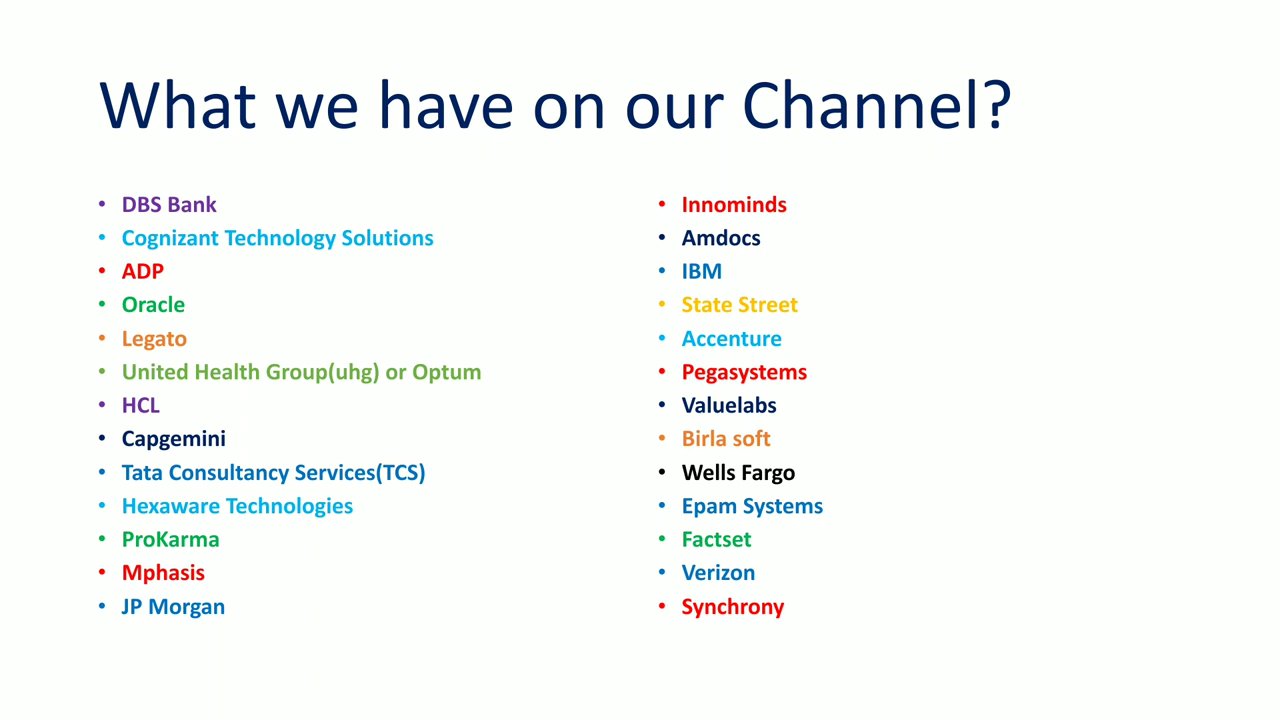 What we have on our Channel?
• DBS Bank
• Cognizant Technology Solutions
• ADP
• Oracle
• Legato
• United Health Group(uhg) or Optum
• HCL
• Capgemini
• Tata Consultancy Services(TCS)
• Hexaware Technologies
• ProKarma
• Mphasis
• JP Morgan
• Innominds
• Amdocs
• IBM
• State Street
• Accenture
• Pegasystems
• Valuelabs
• Birla soft
• Wells Fargo
• Epam Systems
• Factset
• Verizon
• Synchrony